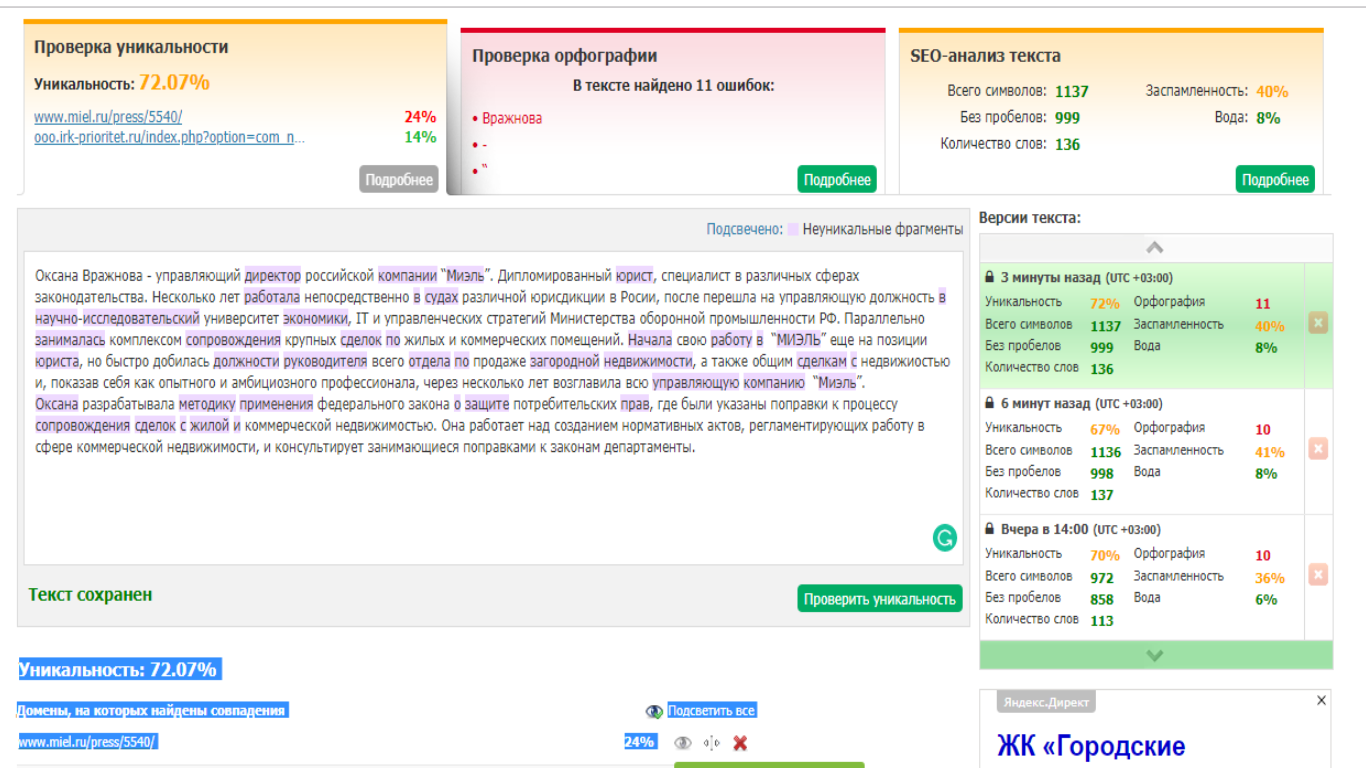 Проверка уникальности
Уникальность: 72.07%
www.miel.ru/press/5540/ 24%
ooo.irk-prioritet.ru/index.php?option=com_n... 14%
Подробнее
Проверка орфографии
В тексте найдено 11 ошибок:
• Вражнова
• -
• "
Подробнее
SEO-анализ текста
Всего символов: 1137 Заспамленность: 40%
Без пробелов: 999 Вода: 8%
Количество слов: 136
Подробнее
Подсвечено: Неуникальные фрагменты
Оксана Вражнова - управляющий директор российской компании "Миэль". Дипломированный юрист, специалист в различных сферах
законодательства. Несколько лет работала непосредственно в судах различной юрисдикции в Росии, после перешла на управляющую должность в
научно-исследовательский университет экономики, IT и управленческих стратегий Министерства оборонной промышленности РФ. Параллельно
занималась комплексом сопровождения крупных сделок по жилых и коммерческих помещений. Начала свою работу в "МИЭЛЬ" еще на позиции
юриста, но быстро добилась должности руководителя всего отдела по продаже загородной недвижимости, а также общим сделкам с недвижиостью
и, показав себя как опытного и амбициозного профессионала, через несколько лет возглавила всю управляющую компанию "Миэль".
Оксана разрабатывала методику применения федерального закона о защите потребительских прав, где были указаны поправки к процессу
сопровождения сделок с жилой и коммерческой недвижимостью. Она работает над созданием нормативных актов, регламентирующих работу в
сфере коммерческой недвижимости, и консультирует занимающиеся поправками к законам департаменты.
Текст сохранен
Проверить уникальность
Версии текста:
3 минуты назад (UTC +03:00)
Уникальность 72% Орфография 11
Всего символов 1137 Заспамленность 40%
Без пробелов 999 Вода 8%
Количество слов 136
6 минут назад (UTC +03:00)
Уникальность 67% Орфография 10
Всего символов 1136 Заспамленность 41%
Без пробелов 998 Вода 8%
Количество слов 137
Вчера в 14:00 (UTC +03:00)
Уникальность 70% Орфография 10
Всего символов 972 Заспамленность 36%
Без пробелов 858 Вода 6%
Количество слов 113
Уникальность: 72.07%
Домены, на которых найдены совпадения Подсветить все
www.miel.ru/press/5540/ 24%
Яндекс.Директ
ЖК «Городские